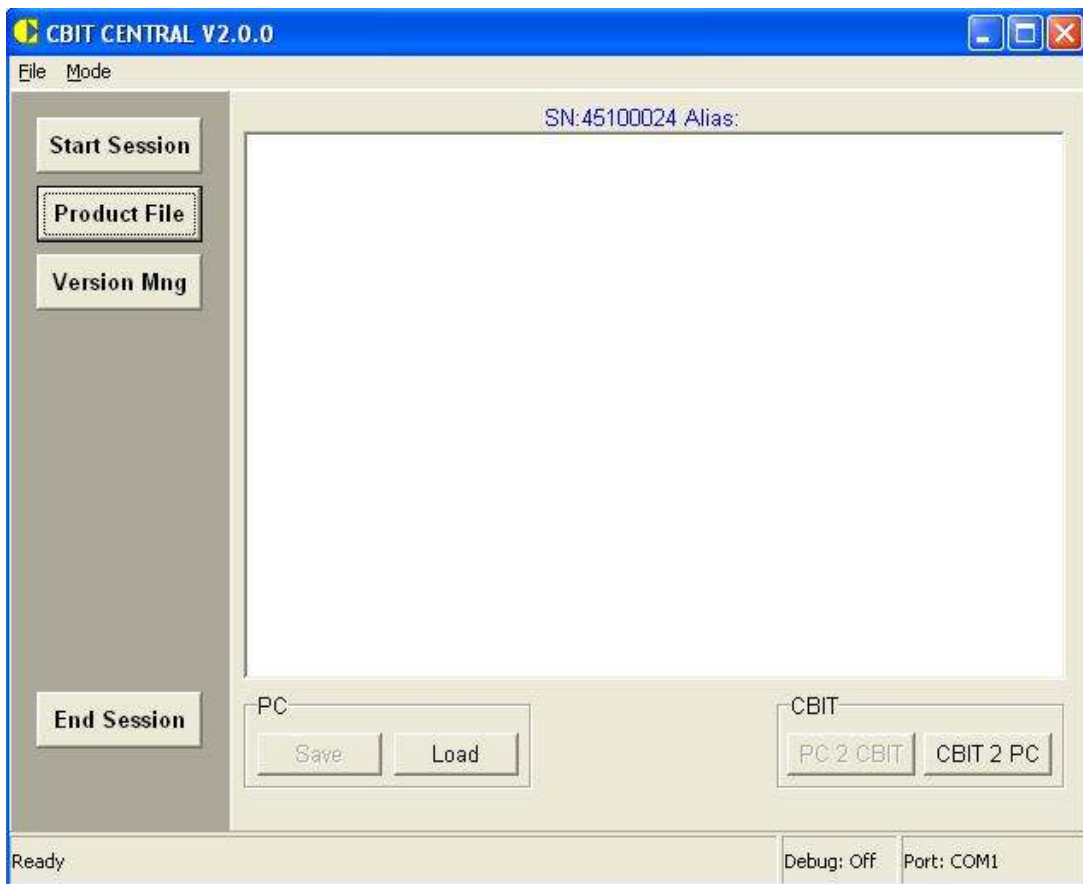 CBIT CENTRAL V2.0.0
File Mode
SN:45100024 Alias:
Start Session
Product File
Version Mng
End Session
PC
Save Load
CBIT
PC 2 CBIT CBIT 2 PC
Ready Debug: Off Port: COM1